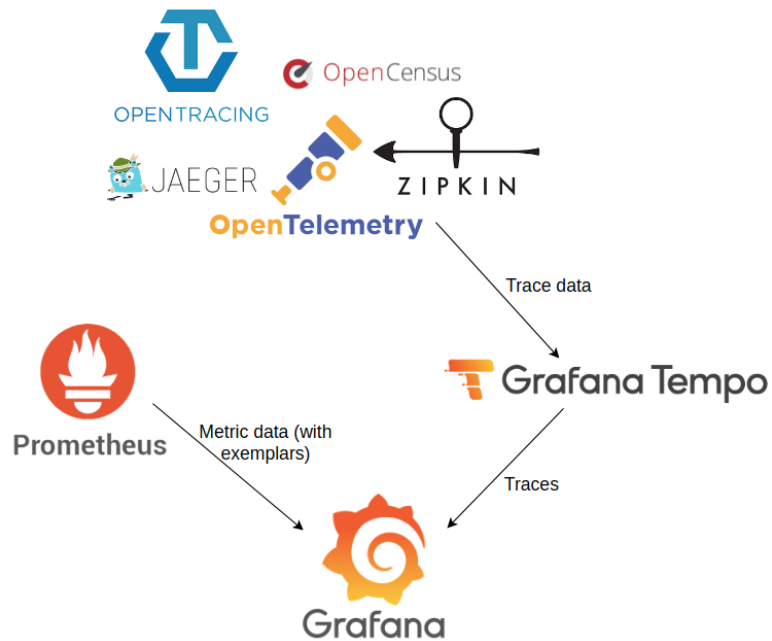 OPENTRACING
OpenCensus
JAEGER
ZIPKIN
OpenTelemetry
Trace data
Grafana Tempo
Prometheus
Metric data (with
exemplars)
Traces
Grafana